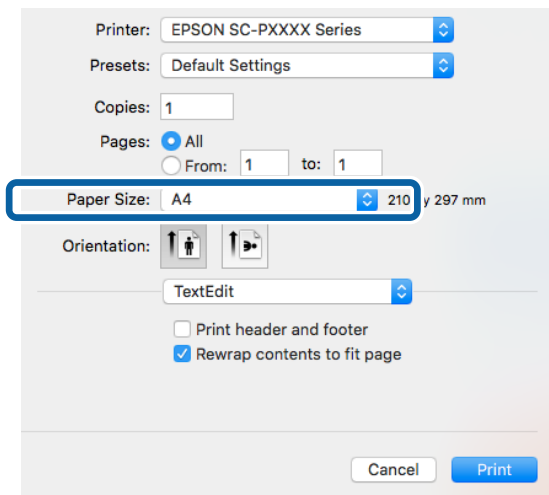 Printer: EPSON SC-PXXXX Series
Presets: Default Settings
Copies: 1
Pages: All
From: 1 to: 1
Paper Size: A4 210 y 297 mm
Orientation:
TextEdit
Print header and footer
Rewrap contents to fit page
Cancel Print